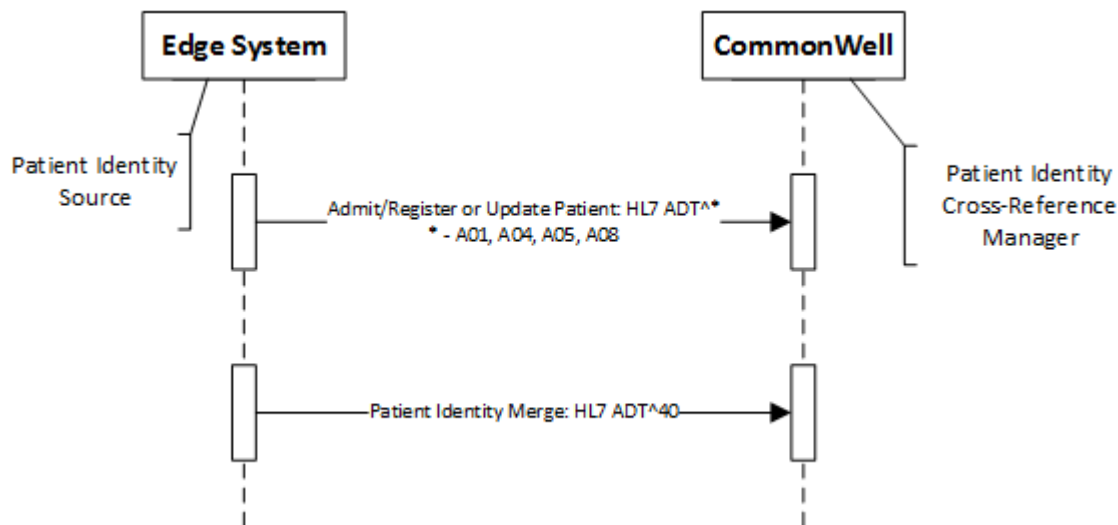 Edge System
CommonWell
Patient Identity
Source
Patient Identity
Cross-Reference
Manager
Admit/Register or Update Patient: HL7 ADT^*
* - A01, A04, A05, A08
Patient Identity Merge: HL7 ADT^40